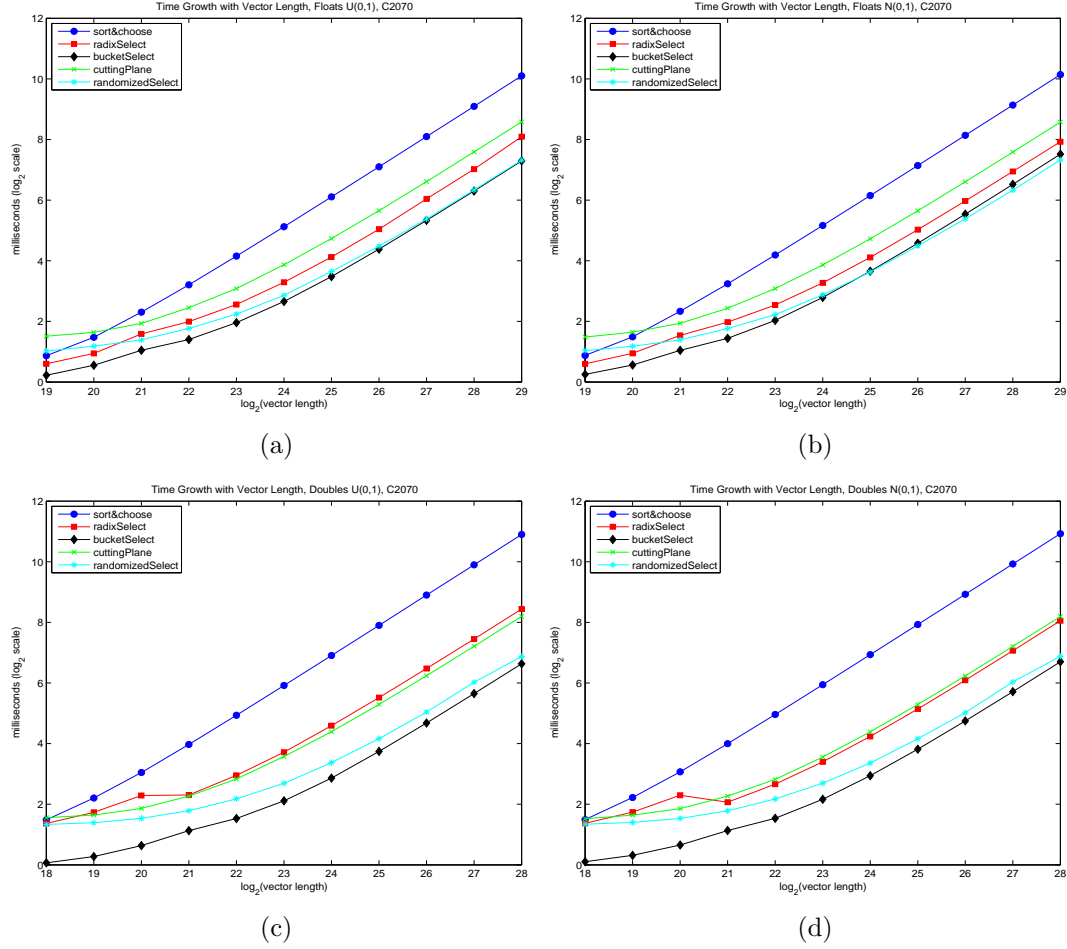 Time Growth with Vector Length, Floats U(0,1), C2070
12
10
8
6
4
2
0
milliseconds (log2 scale)
sort&choose
radixSelect
bucketSelect
cuttingPlane
randomizedSelect
19 20 21 22 23 24 25 26 27 28 29
log2(vector length)
(a)
Time Growth with Vector Length, Floats N(0,1), C2070
12
10
8
6
4
2
0
milliseconds (log2 scale)
sort&choose
radixSelect
bucketSelect
cuttingPlane
randomizedSelect
19 20 21 22 23 24 25 26 27 28 29
log2(vector length)
(b)
Time Growth with Vector Length, Doubles U(0,1), C2070
12
10
8
6
4
2
0
milliseconds (log2 scale)
sort&choose
radixSelect
bucketSelect
cuttingPlane
randomizedSelect
18 19 20 21 22 23 24 25 26 27 28
log2(vector length)
(c)
Time Growth with Vector Length, Doubles N(0,1), C2070
12
10
8
6
4
2
0
milliseconds (log2 scale)
sort&choose
radixSelect
bucketSelect
cuttingPlane
randomizedSelect
18 19 20 21 22 23 24 25 26 27 28
log2(vector length)
(d)